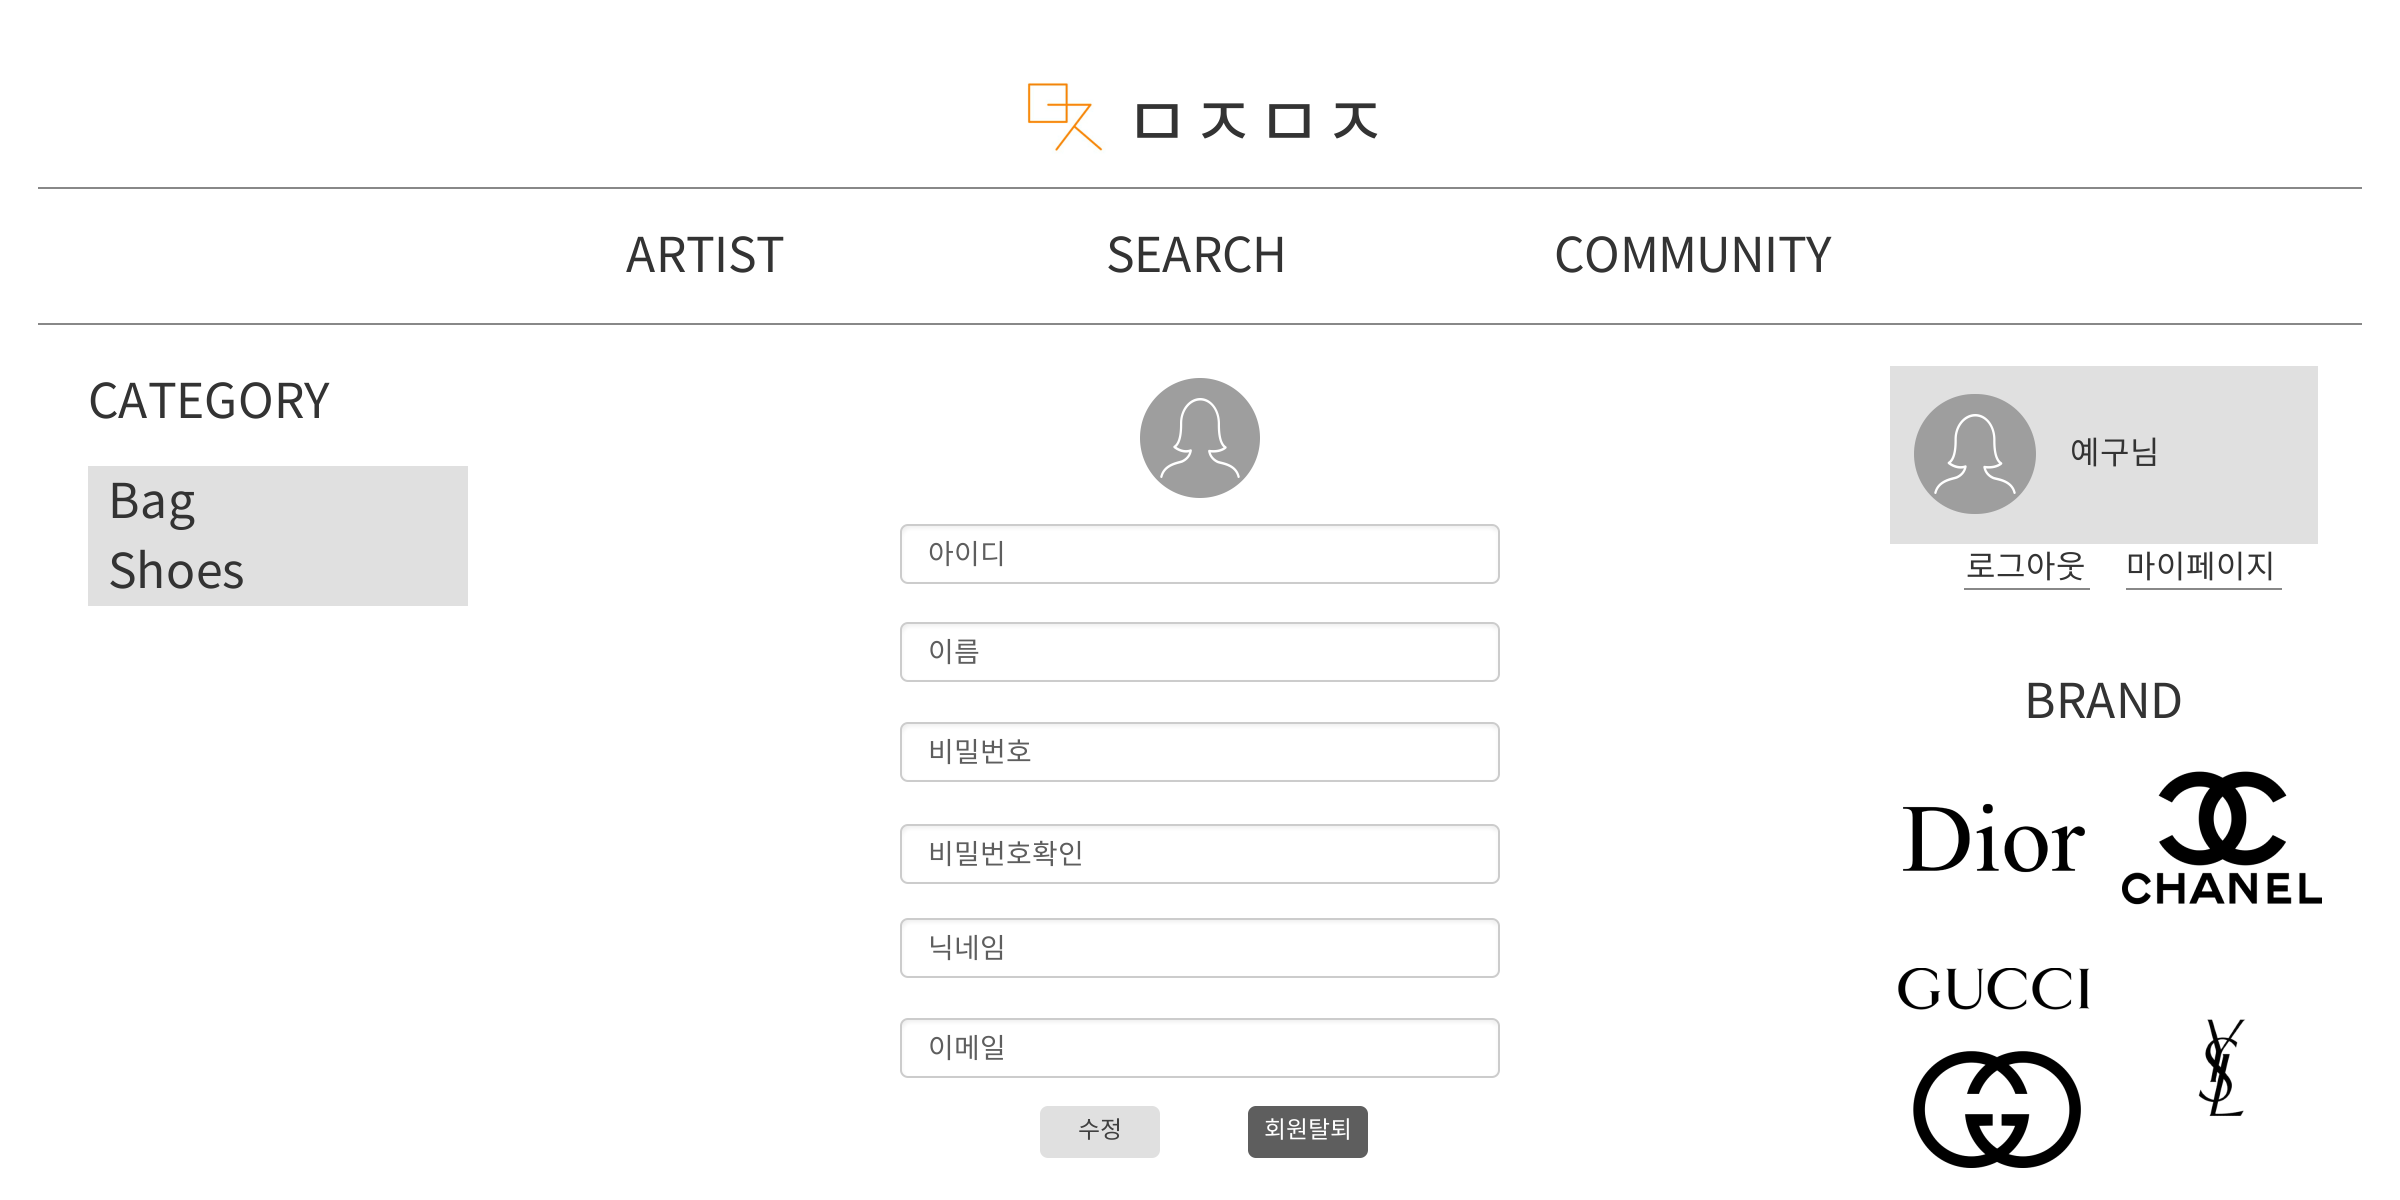 ㅁㅈㅁㅈ
ARTIST SEARCH COMMUNITY
CATEGORY
Bag
Shoes
아이디
이름
비밀번호
비밀번호확인
닉네임
이메일
수정 회원탈퇴
예구님
로그아웃 마이페이지
BRAND
Dior
CHANEL
GUCCI
YSL